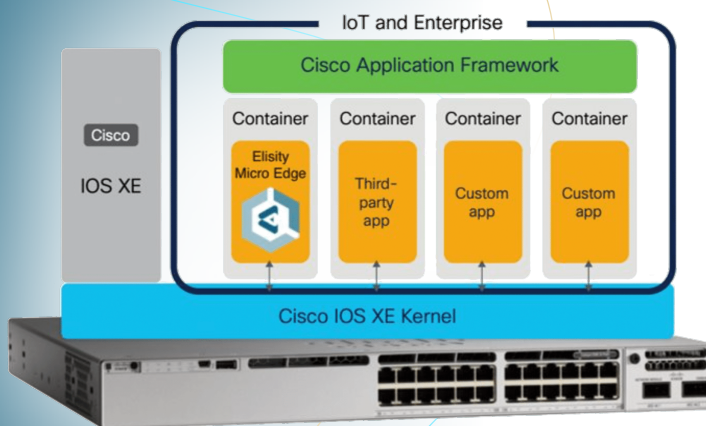 IoT and Enterprise
Cisco Application Framework
Container
Container
Container
Container
Cisco
IOS XE
Elisity
Micro Edge
Third-
party
app
Custom
app
Custom
app
Cisco IOS XE Kernel